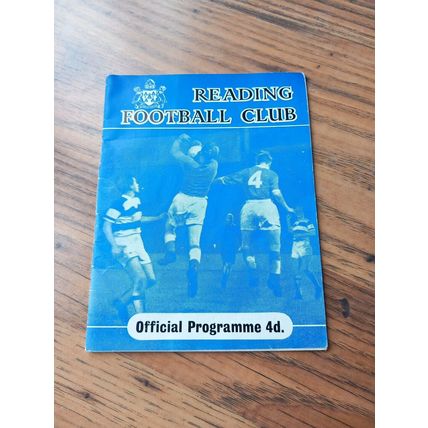 READING
FOOTBALL CLUB
4
Official Programme 4d.